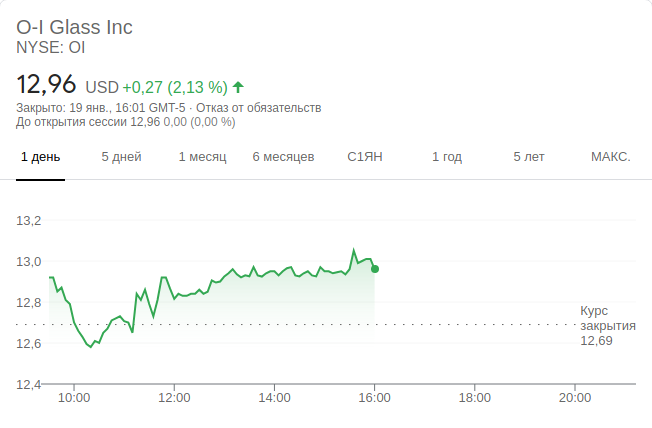 O-I Glass Inc
NYSE: OI
12,96 USD +0,27 (2,13 %)
Закрыто: 19 янв., 16:01 GMT-5 · Отказ от обязательств
До открытия сессии 12,96 0,00 (0,00 %)
1 день 5 дней 1 месяц 6 месяцев С1ЯН 1 год 5 лет МАКС.
13,2
13,0
12,8
Курс
закрытия
12,69
12,6
12,4
10:00 12:00 14:00 16:00 18:00 20:00